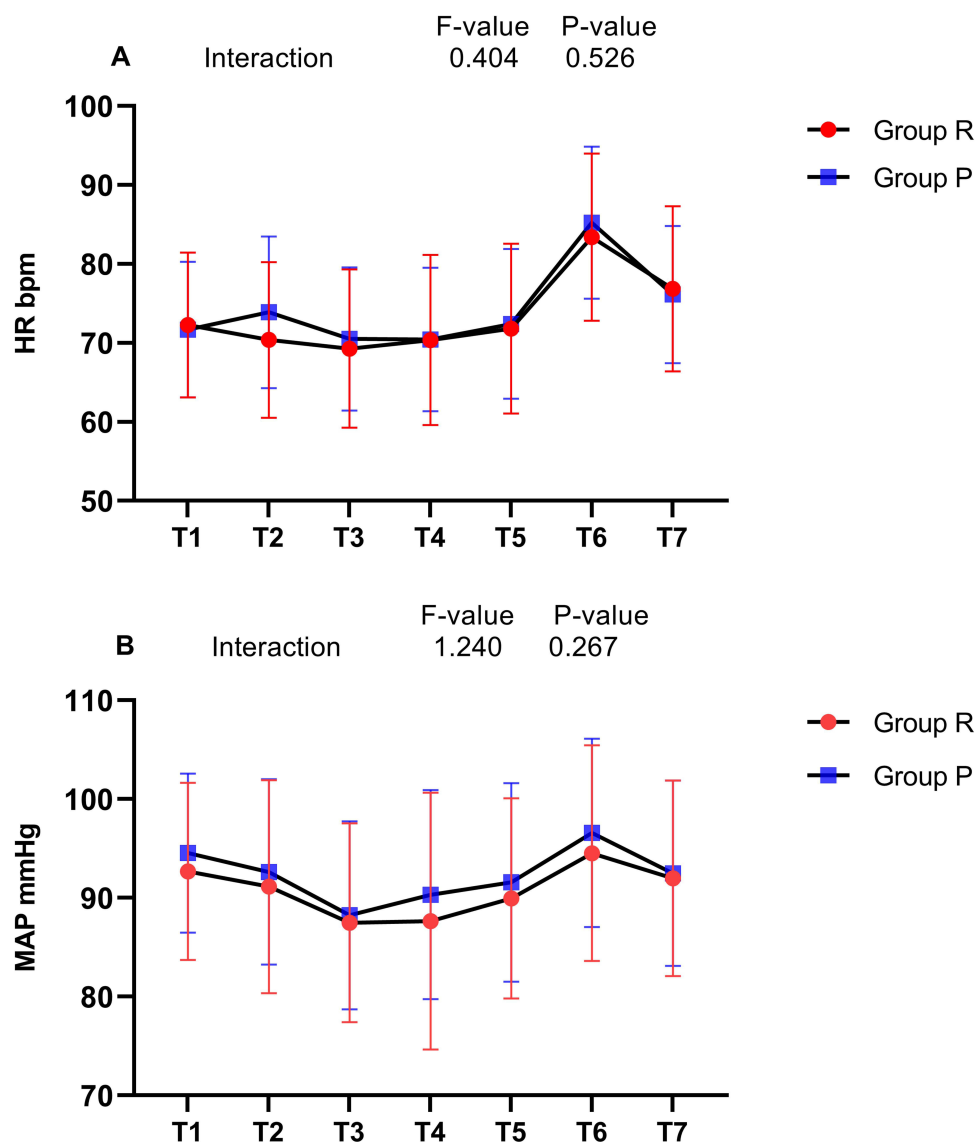 F-value P-value
A Interaction 0.404 0.526
100
90
80
70
60
50
HR bpm
T1 T2 T3 T4 T5 T6 T7
Group R
Group P
F-value P-value
B Interaction 1.240 0.267
110
100
90
80
70
MAP mmHg
T1 T2 T3 T4 T5 T6 T7
Group R
Group P